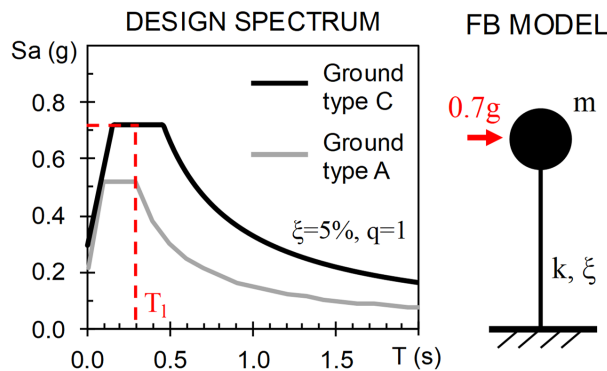 DESIGN SPECTRUM
FB MODEL
Sa (g)
Ground
type C
Ground
type A
0.8
0.6
0.4
0.2
0.0
ξ=5%, q=1
T₁
0.0
0.5
1.0
1.5
T (s)
0.7g
m
k, ξ